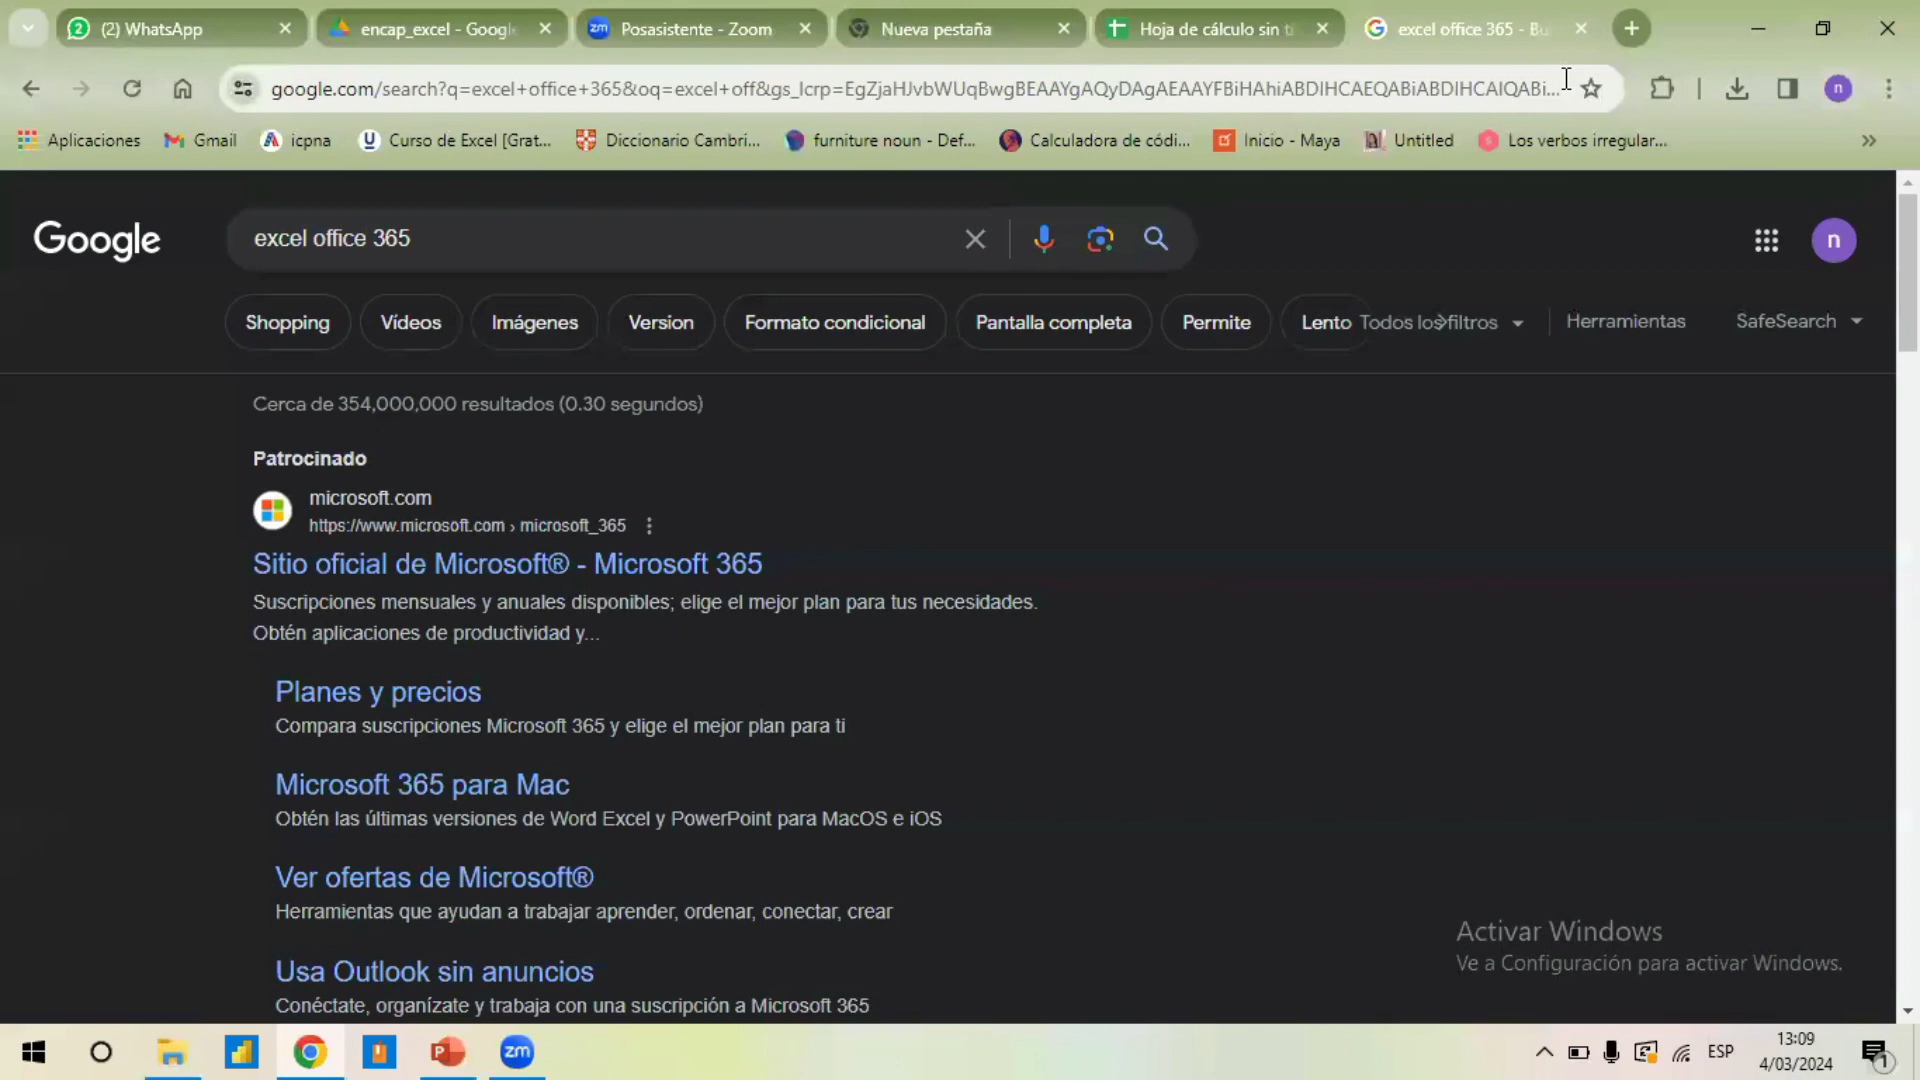 (2) WhatsApp
encap_excel - Googl
Posasistente - Zoom
Nueva pestaña
Hoja de cálculo sin tí
excel office 365 - Bu
google.com/search?q=excel+office+365&oq=excel+off&gs_lcrp=EgZjaHJvbWUqBwgBEAAYgAQyDAgAEAAYFBiHAhiABDIHCAEQABiABDIHCAIQABi...
n
Aplicaciones
Gmail
icpna
Curso de Excel [Grat...
Diccionario Cambri...
furniture noun - Def...
Calculadora de códi...
Inicio - Maya
Untitled
Los verbos irregular...
Google
excel office 365
n
Shopping
Vídeos
Imágenes
Version
Formato condicional
Pantalla completa
Permite
Lento
Todos los filtros
Herramientas
SafeSearch
Cerca de 354,000,000 resultados (0.30 segundos)
Patrocinado
microsoft.com
https://www.microsoft.com › microsoft_365
Sitio oficial de Microsoft® - Microsoft 365
Suscripciones mensuales y anuales disponibles; elige el mejor plan para tus necesidades.
Obtén aplicaciones de productividad y...
Planes y precios
Compara suscripciones Microsoft 365 y elige el mejor plan para ti
Microsoft 365 para Mac
Obtén las últimas versiones de Word Excel y PowerPoint para MacOS e iOS
Ver ofertas de Microsoft®
Herramientas que ayudan a trabajar aprender, ordenar, conectar, crear
Activar Windows
Ve a Configuración para activar Windows.
Usa Outlook sin anuncios
Conéctate, organízate y trabaja con una suscripción a Microsoft 365
zm
ESP
13:09
4/03/2024
1